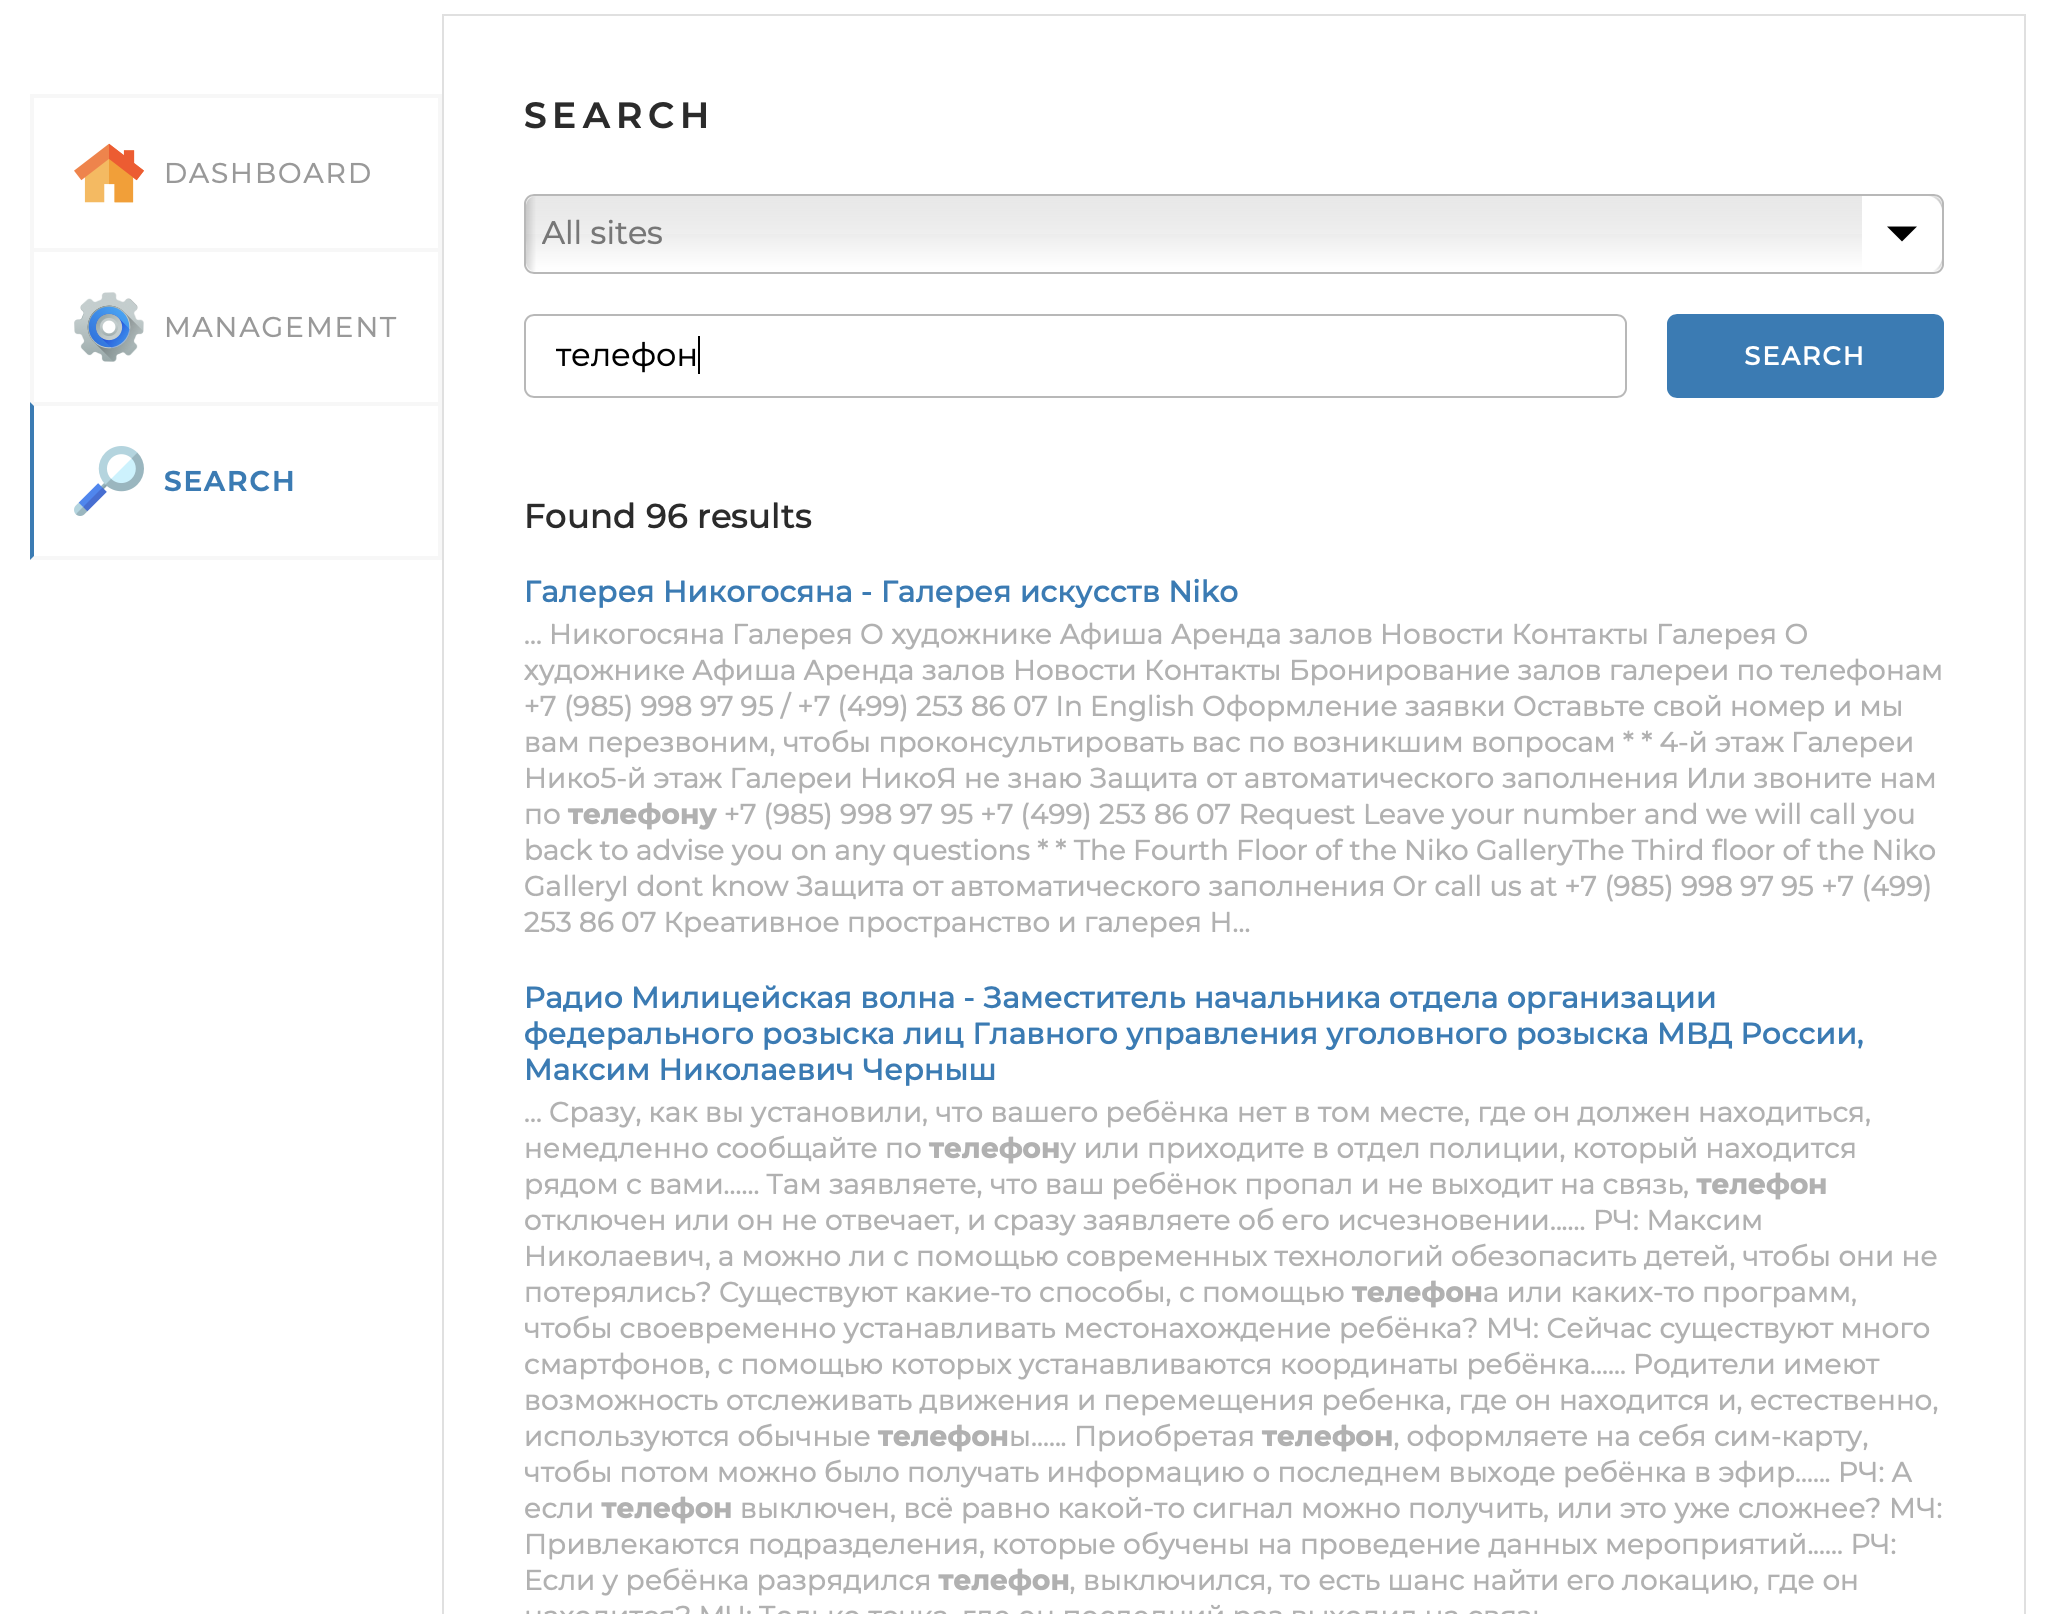 SEARCH
DASHBOARD
MANAGEMENT
SEARCH
All sites
телефон
SEARCH
Found 96 results
Галерея Никогосяна - Галерея искусств Niko
... Никогосяна Галерея О художнике Афиша Аренда залов Новости Контакты Галерея О
художнике Афиша Аренда залов Новости Контакты Бронирование залов галереи по телефонам
+7 (985) 998 97 95 / +7 (499) 253 86 07 In English Оформление заявки Оставьте свой номер и мы
вам перезвоним, чтобы проконсультировать вас по возникшим вопросам * * 4-й этаж Галереи
Нико5-й этаж Галереи НикоЯ не знаю Защита от автоматического заполнения Или звоните нам
по телефону +7 (985) 998 97 95 +7 (499) 253 86 07 Request Leave your number and we will call you
back to advise you on any questions * * The Fourth Floor of the Niko GalleryThe Third floor of the Niko
GalleryI dont know Защита от автоматического заполнения Or call us at +7 (985) 998 97 95 +7 (499)
253 86 07 Креативное пространство и галерея Н...
Радио Милицейская волна - Заместитель начальника отдела организации
федерального розыска лиц Главного управления уголовного розыска МВД России,
Максим Николаевич Черныш
... Сразу, как вы установили, что вашего ребёнка нет в том месте, где он должен находиться,
немедленно сообщайте по телефону или приходите в отдел полиции, который находится
рядом с вами...... Там заявляете, что ваш ребёнок пропал и не выходит на связь, телефон
отключен или он не отвечает, и сразу заявляете об его исчезновении...... РЧ: Максим
Николаевич, а можно ли с помощью современных технологий обезопасить детей, чтобы они не
потерялись? Существуют какие-то способы, с помощью телефона или каких-то программ,
чтобы своевременно устанавливать местонахождение ребёнка? МЧ: Сейчас существуют много
смартфонов, с помощью которых устанавливаются координаты ребёнка...... Родители имеют
возможность отслеживать движения и перемещения ребенка, где он находится и, естественно,
используются обычные телефоны...... Приобретая телефон, оформляете на себя сим-карту,
чтобы потом можно было получать информацию о последнем выходе ребёнка в эфир...... РЧ: А
если телефон выключен, всё равно какой-то сигнал можно получить, или это уже сложнее? МЧ:
Привлекаются подразделения, которые обучены на проведение данных мероприятий...... РЧ:
Если у ребёнка разрядился телефон, выключился, то есть шанс найти его локацию, где он